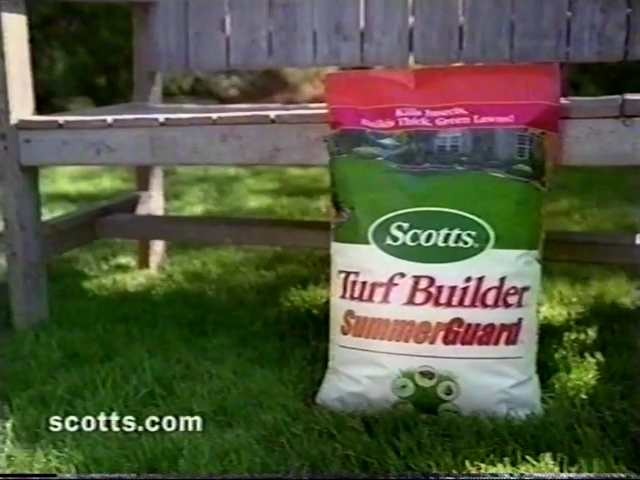 Kills Insects,
Builds Thick, Green Lawns!
Scotts
Turf Builder
SummerGuard
scotts.com